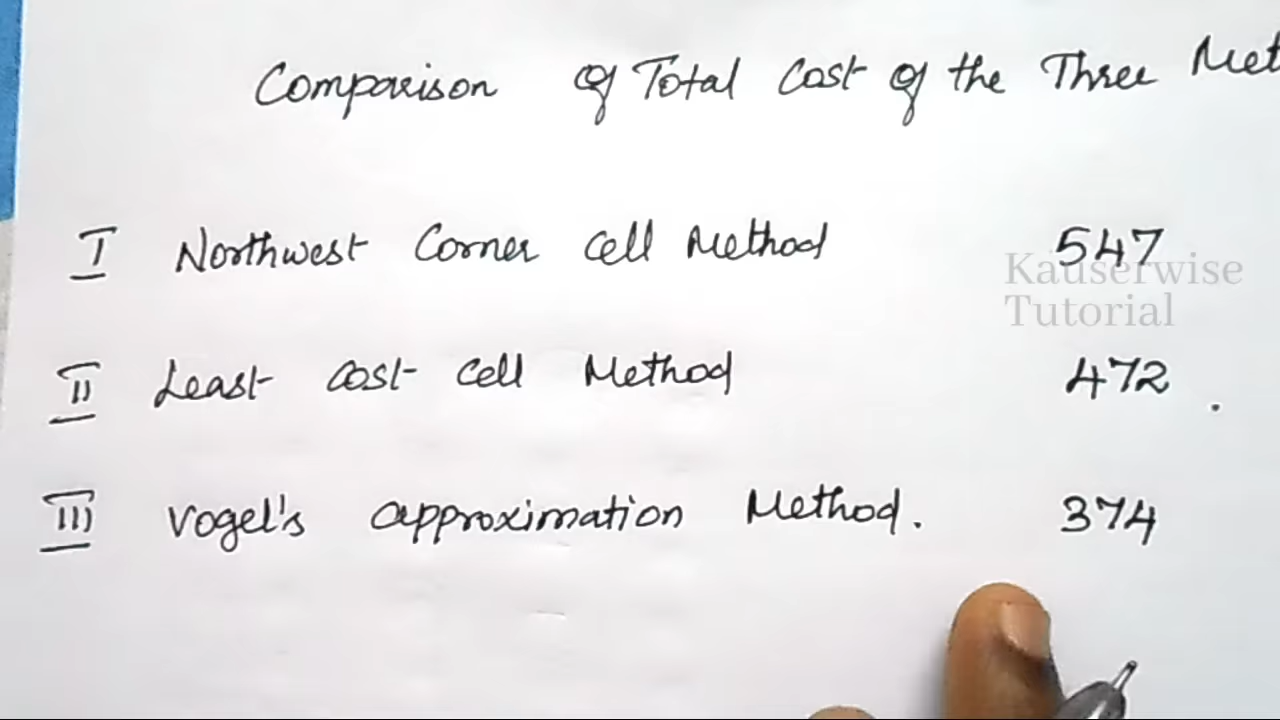 Comparison Of Total Cost Of the Three Met
I Northwest Corner Cell Method 547
Kauserwise
Tutorial
II Least Cost Cell Method 472 .
III Vogel's approximation Method. 374